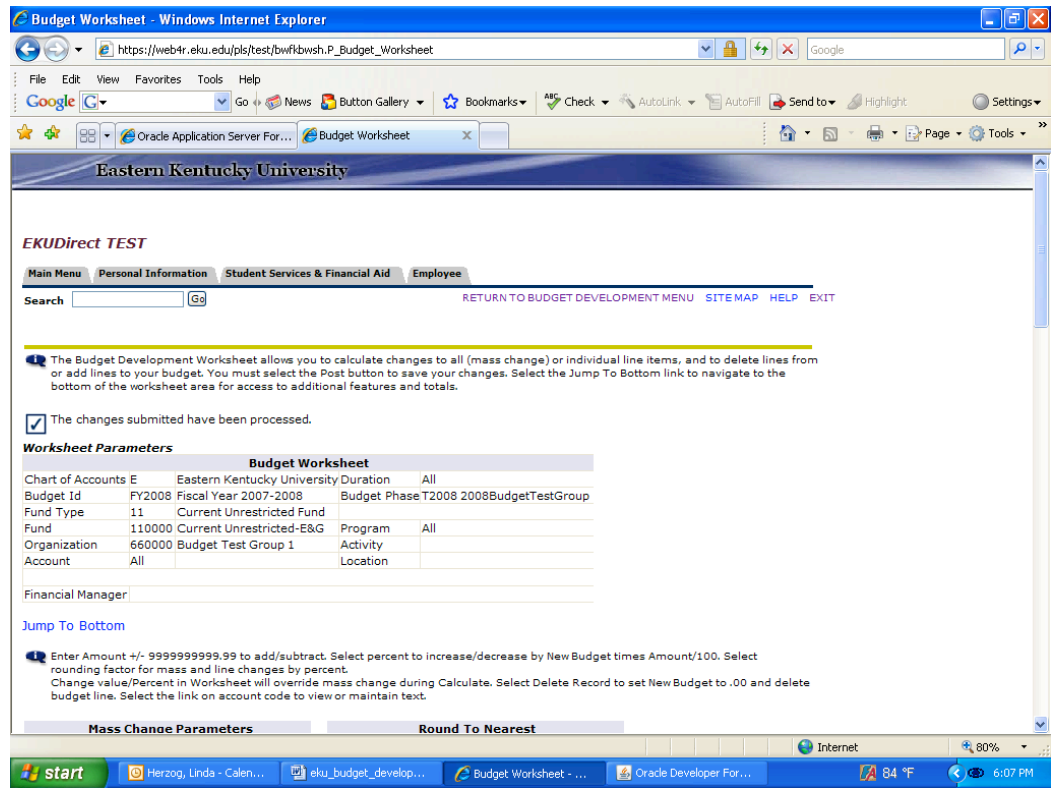 Budget Worksheet - Windows Internet Explorer
https://web4r.eku.edu/pls/test/bwfkbwsh.P_Budget_Worksheet
Google
File Edit View Favorites Tools Help
Google G Go News Button Gallery Bookmarks ABC Check AutoLink AutoFill Send to Highlight Settings
Oracle Application Server For... Budget Worksheet x Page Tools »
Eastern Kentucky University
EKUDirect TEST
Main Menu Personal Information Student Services & Financial Aid Employee
Search Go RETURN TO BUDGET DEVELOPMENT MENU SITE MAP HELP EXIT
The Budget Development Worksheet allows you to calculate changes to all (mass change) or individual line items, and to delete lines from
or add lines to your budget. You must select the Post button to save your changes. Select the Jump To Bottom link to navigate to the
bottom of the worksheet area for access to additional features and totals.
The changes submitted have been processed.
Worksheet Parameters
Budget Worksheet
Chart of Accounts E Eastern Kentucky University Duration All
Budget Id FY2008 Fiscal Year 2007-2008 Budget Phase T2008 2008BudgetTestGroup
Fund Type 11 Current Unrestricted Fund
Fund 110000 Current Unrestricted-E&G Program All
Organization 660000 Budget Test Group 1 Activity
Account All Location
Financial Manager
Jump To Bottom
Enter Amount +/- 9999999999.99 to add/subtract. Select percent to increase/decrease by New Budget times Amount/100. Select
rounding factor for mass and line changes by percent.
Change value/Percent in Worksheet will override mass change during Calculate. Select Delete Record to set New Budget to .00 and delete
budget line. Select the link on account code to view or maintain text.
Mass Change Parameters Round To Nearest
Internet 80%
start Herzog, Linda - Calen... eku_budget_develop... Budget Worksheet - ... Oracle Developer For... 84 °F 6:07 PM